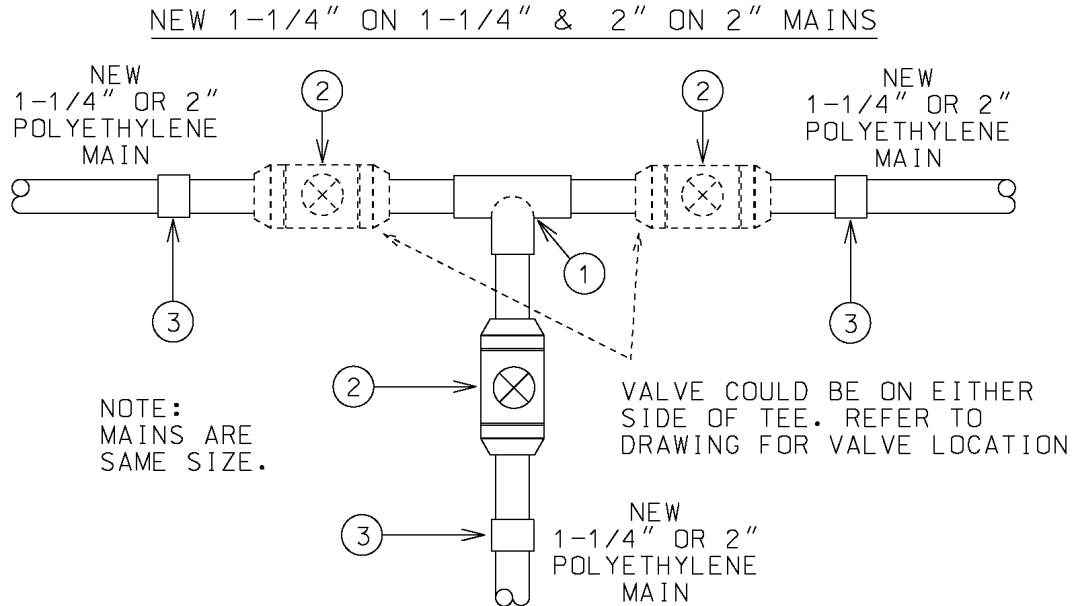 NEW 1-1/4" ON 1-1/4" & 2" ON 2" MAINS
NEW
1-1/4" OR 2"
POLYETHYLENE
MAIN
2
2
NEW
1-1/4" OR 2"
POLYETHYLENE
MAIN
3
1
3
2
NOTE:
MAINS ARE
SAME SIZE.
VALVE COULD BE ON EITHER
SIDE OF TEE. REFER TO
DRAWING FOR VALVE LOCATION
3
NEW
1-1/4" OR 2"
POLYETHYLENE
MAIN